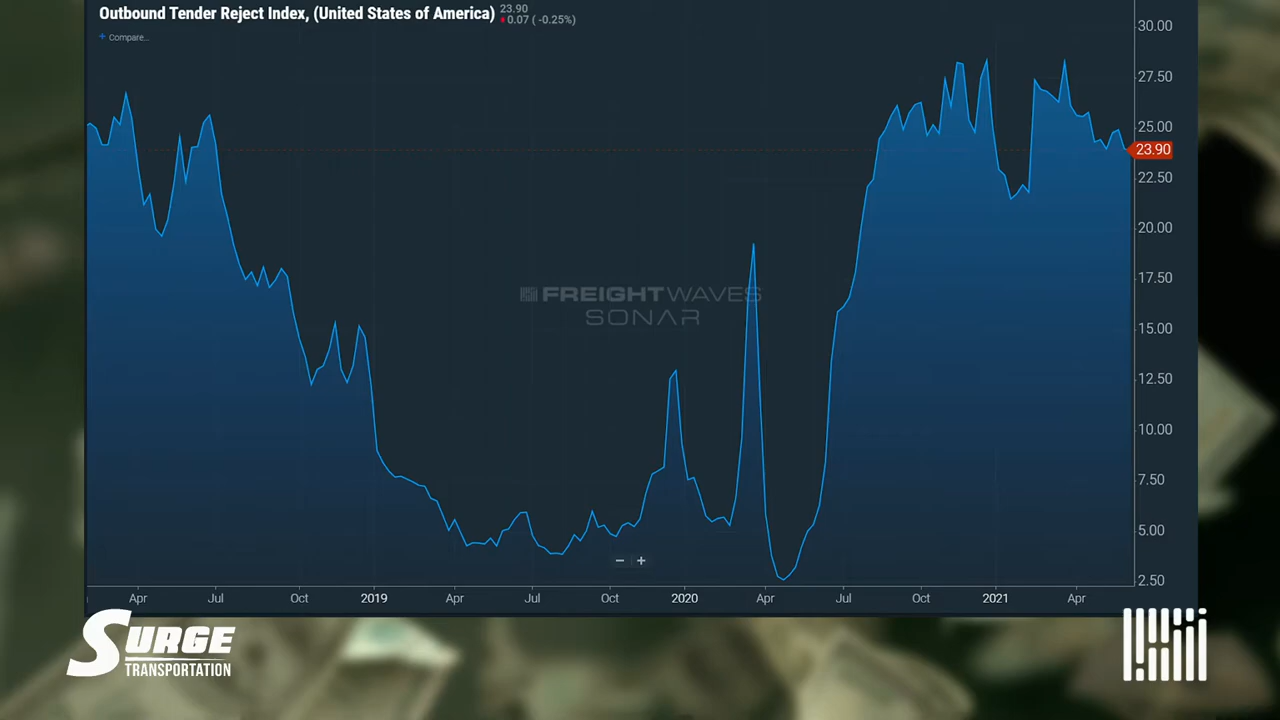 Outbound Tender Reject Index, (United States of America) 23.90
0.07 ( -0.25%)
+ Compare...
30.00
27.50
25.00
23.90
22.50
20.00
17.50
15.00
12.50
10.00
7.50
5.00
2.50
FREIGHTWAVES
SONAR
− +
Apr Jul Oct 2019 Apr Jul Oct 2020 Apr Jul Oct 2021 Apr
SURGE
TRANSPORTATION